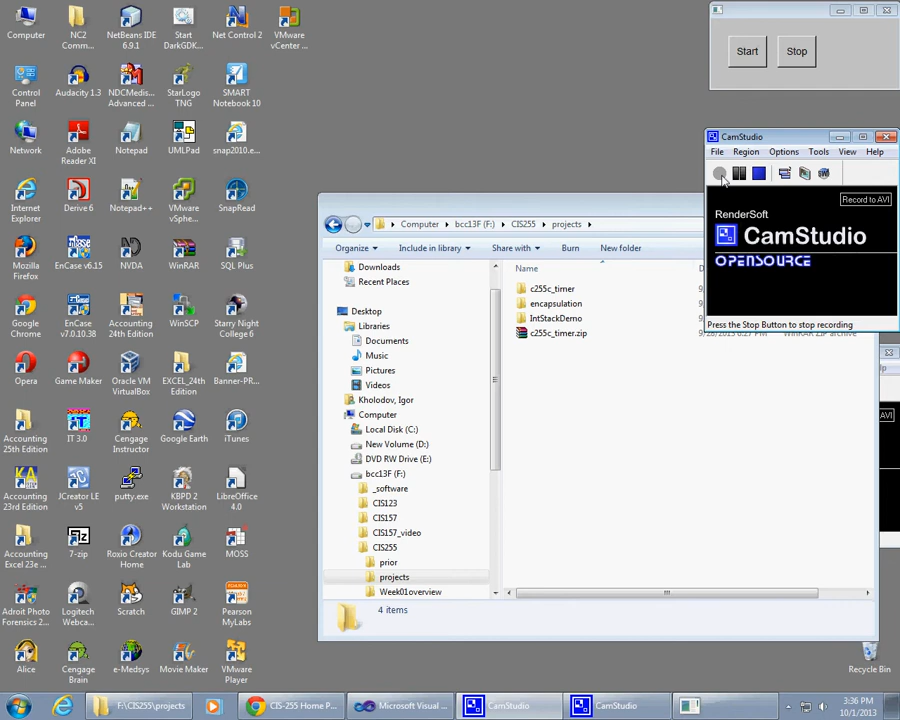 Computer
NC2 Comm...
NetBeans IDE 6.9.1
Start DarkGDK...
Net Control 2
VMware vCenter ...
Control Panel
Audacity 1.3
NDCMedis... Advanced ...
StarLogo TNG
SMART Notebook 10
Network
Adobe Reader XI
Notepad
UMLPad
snap2010.e...
Internet Explorer
Derive 6
Notepad++
VMware vSphe...
SnapRead
Mozilla Firefox
EnCase v6.15
NVDA
WinRAR
SQL Plus
Google Chrome
EnCase v7.0.10.38
Accounting 24th Edition
WinSCP
Starry Night College 6
Opera
Game Maker
Oracle VM VirtualBox
EXCEL_24th Edition
Banner-PR...
Accounting 25th Edition
IT 3.0
Cengage Instructor
Google Earth
iTunes
Accounting 23rd Edition
JCreator LE v5
putty.exe
KBPD 2 Workstation
LibreOffice 4.0
Accounting Excel 23e ...
7-zip
Roxio Creator Home
Kodu Game Lab
MOSS
Adroit Photo Forensics 2...
Logitech Webca...
Scratch
GIMP 2
Pearson MyLabs
Alice
Cengage Brain
e-Medsys
Movie Maker
VMware Player
Start Stop
CamStudio
File Region Options Tools View Help
Record to AVI
RenderSoft
CamStudio
OPENSOURCE
Press the Stop Button to stop recording
AVI
Computer ▸ bcc13F (F:) ▸ CIS255 ▸ projects ▸
Organize Include in library Share with Burn New folder
Downloads
Recent Places
Desktop
Libraries
Documents
Music
Pictures
Videos
Kholodov, Igor
Computer
Local Disk (C:)
New Volume (D:)
DVD RW Drive (E:)
bcc13F (F:)
_software
CIS123
CIS157
CIS157_video
CIS255
prior
projects
Week01overview
Name
c255c_timer
encapsulation
IntStackDemo
c255c_timer.zip
4 items
Recycle Bin
F:\CIS255\projects
CIS-255 Home P...
Microsoft Visual ...
CamStudio
CamStudio
3:36 PM
10/1/2013